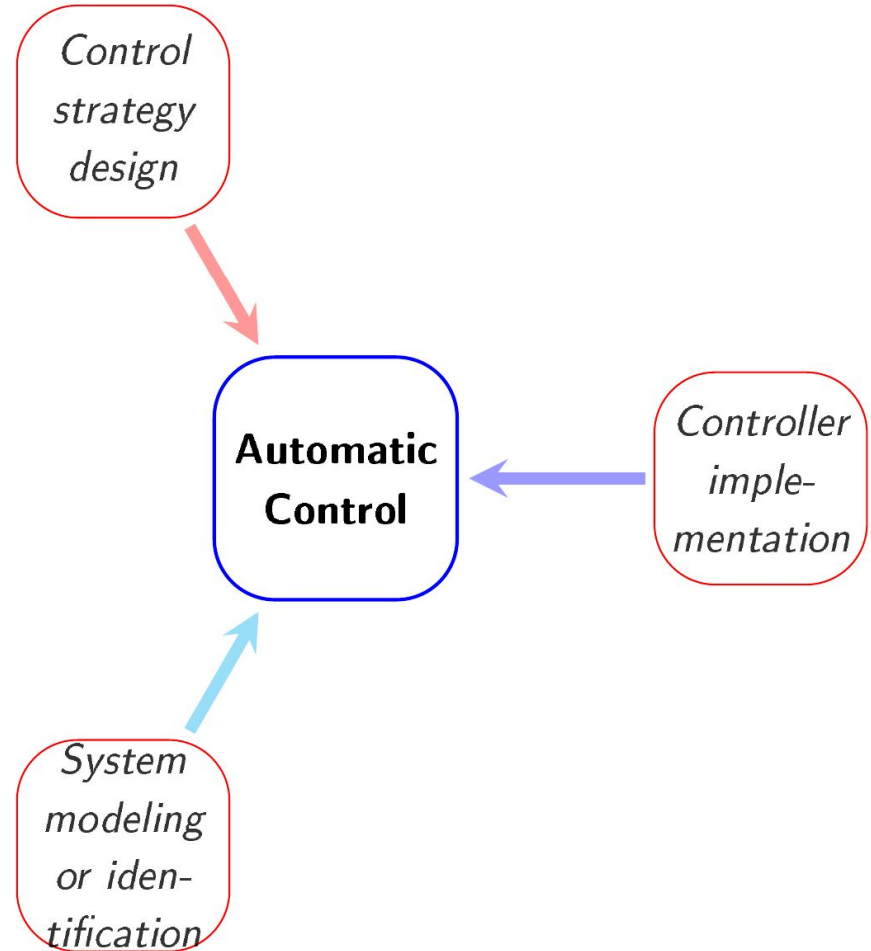 Control
strategy
design
Automatic
Control
Controller
imple-
mentation
System
modeling
or iden-
tification